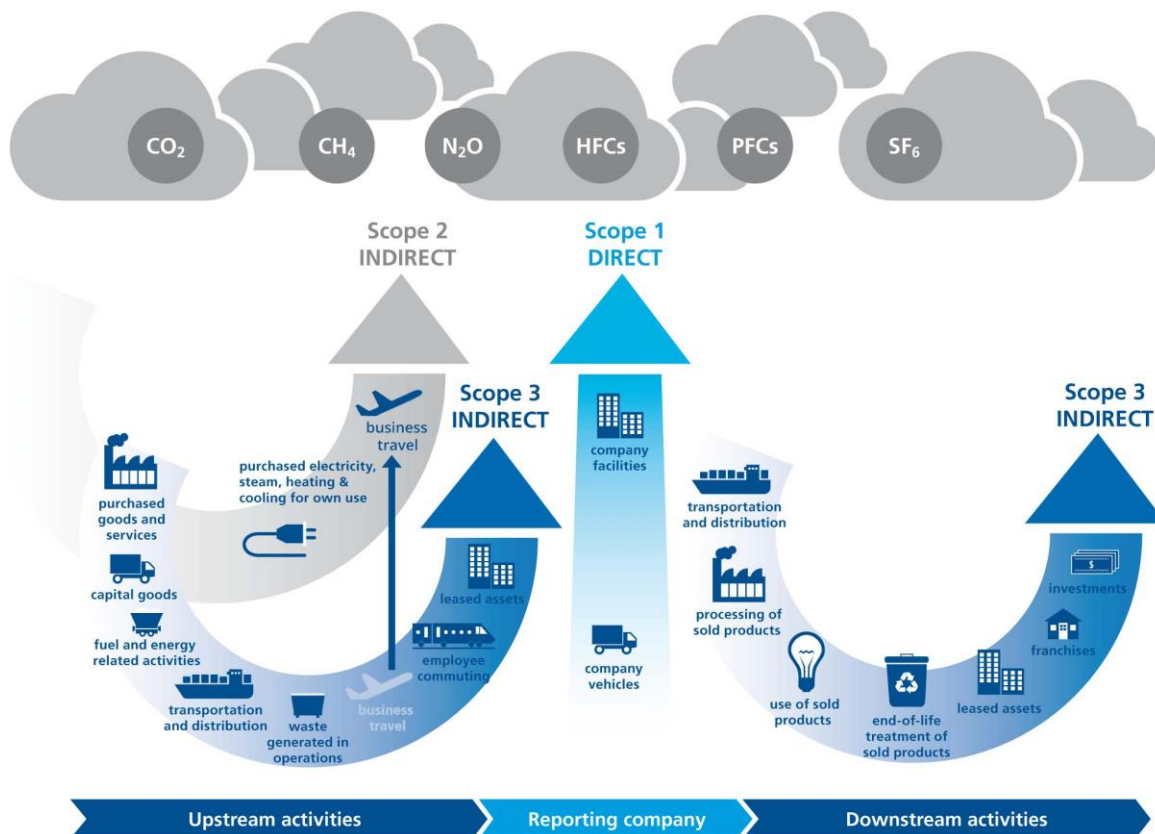 CO₂
CH₄
N₂O
HFCs
PFCs
SF₆
Scope 2
INDIRECT
Scope 1
DIRECT
Scope 3
INDIRECT
Scope 3
INDIRECT
business
travel
purchased electricity,
steam, heating &
cooling for own use
purchased
goods and
services
capital goods
fuel and energy
related activities
transportation
and distribution
waste
generated in
operations
business
travel
employee
commuting
leased assets
company
facilities
company
vehicles
transportation
and distribution
processing of
sold products
use of sold
products
end-of-life
treatment of
sold products
leased assets
franchises
$
investments
Upstream activities
Reporting company
Downstream activities